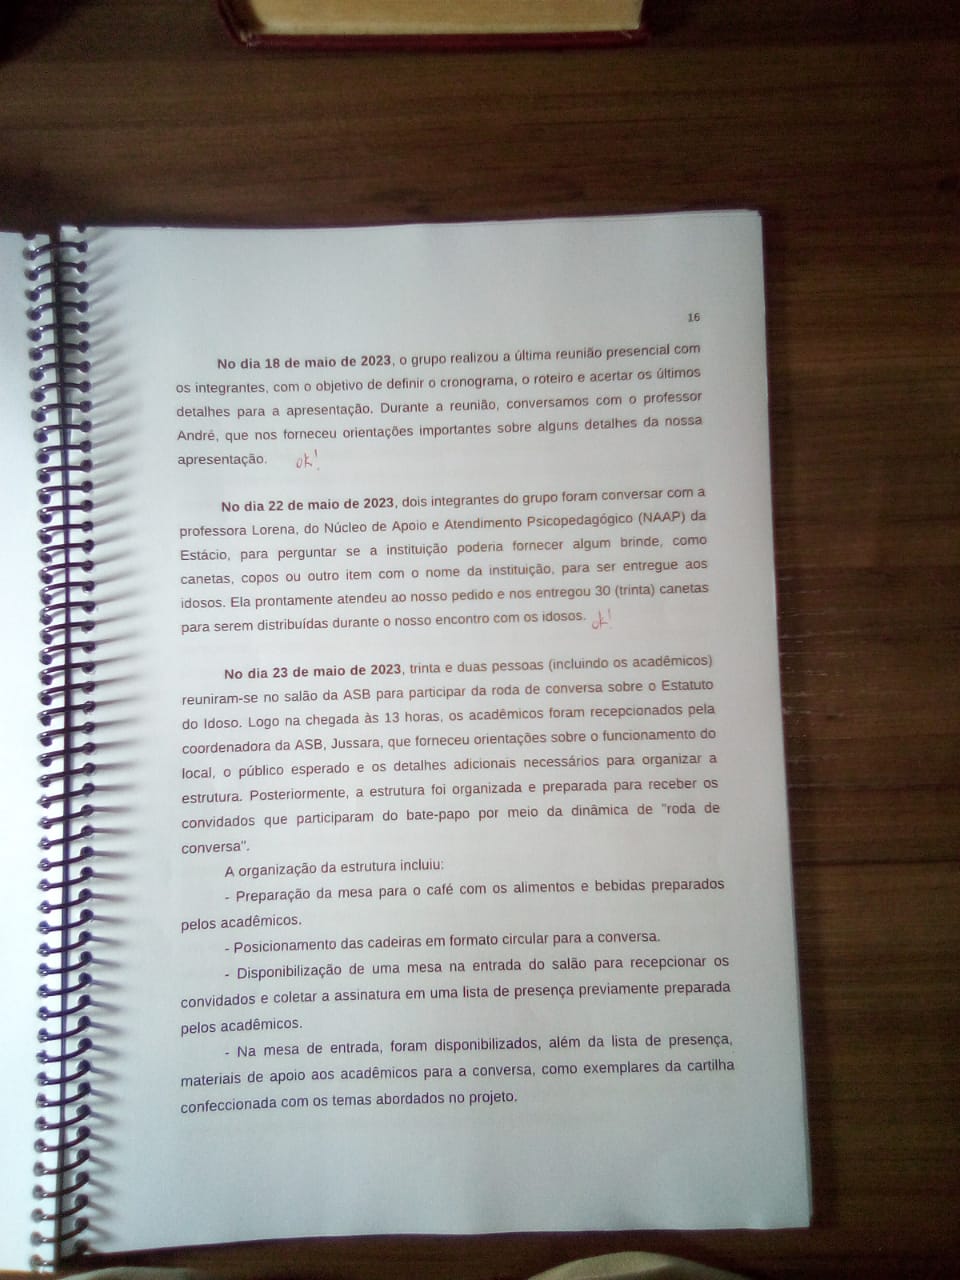 16
No dia 18 de maio de 2023, o grupo realizou a última reunião presencial com
os integrantes, com o objetivo de definir o cronograma, o roteiro e acertar os últimos
detalhes para a apresentação. Durante a reunião, conversamos com o professor
André, que nos forneceu orientações importantes sobre alguns detalhes da nossa
apresentação. ok!
No dia 22 de maio de 2023, dois integrantes do grupo foram conversar com a
professora Lorena, do Núcleo de Apoio e Atendimento Psicopedagógico (NAAP) da
Estácio, para perguntar se a instituição poderia fornecer algum brinde, como
canetas, copos ou outro item com o nome da instituição, para ser entregue aos
idosos. Ela prontamente atendeu ao nosso pedido e nos entregou 30 (trinta) canetas
para serem distribuídas durante o nosso encontro com os idosos. ok!
No dia 23 de maio de 2023, trinta e duas pessoas (incluindo os acadêmicos)
reuniram-se no salão da ASB para participar da roda de conversa sobre o Estatuto
do Idoso. Logo na chegada às 13 horas, os acadêmicos foram recepcionados pela
coordenadora da ASB, Jussara, que forneceu orientações sobre o funcionamento do
local, o público esperado e os detalhes adicionais necessários para organizar a
estrutura. Posteriormente, a estrutura foi organizada e preparada para receber os
convidados que participaram do bate-papo por meio da dinâmica de "roda de
conversa".
A organização da estrutura incluiu:
- Preparação da mesa para o café com os alimentos e bebidas preparados
pelos acadêmicos.
- Posicionamento das cadeiras em formato circular para a conversa.
- Disponibilização de uma mesa na entrada do salão para recepcionar os
convidados e coletar a assinatura em uma lista de presença previamente preparada
pelos acadêmicos.
- Na mesa de entrada, foram disponibilizados, além da lista de presença,
materiais de apoio aos acadêmicos para a conversa, como exemplares da cartilha
confeccionada com os temas abordados no projeto.